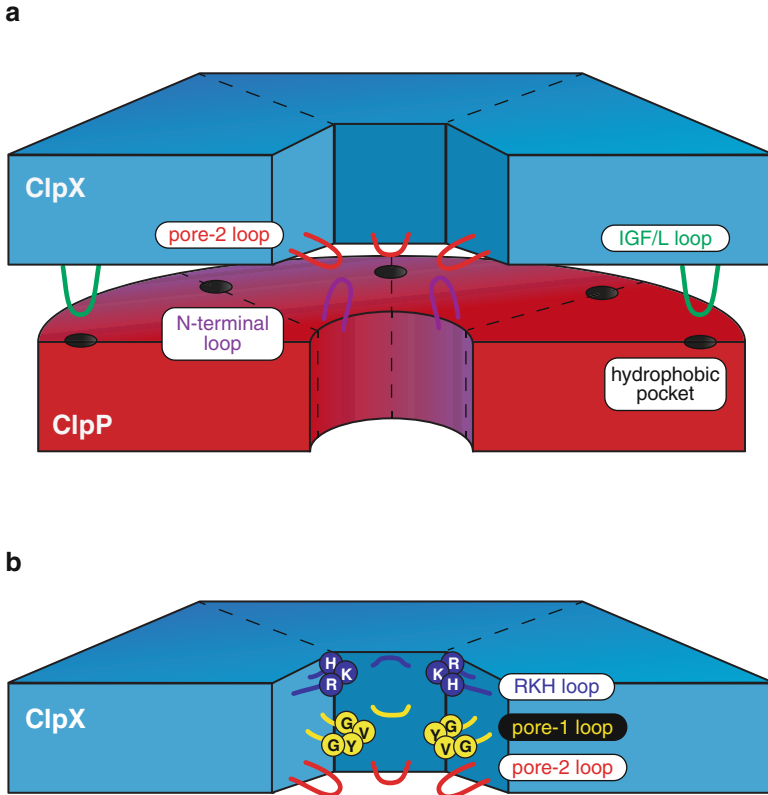 a
ClpX
pore-2 loop
IGF/L loop
N-terminal
loop
hydrophobic
pocket
ClpP
b
H
K
R
R
K
H
RKH loop
ClpX
G
V
G
Y
G
Y
V
G
pore-1 loop
pore-2 loop